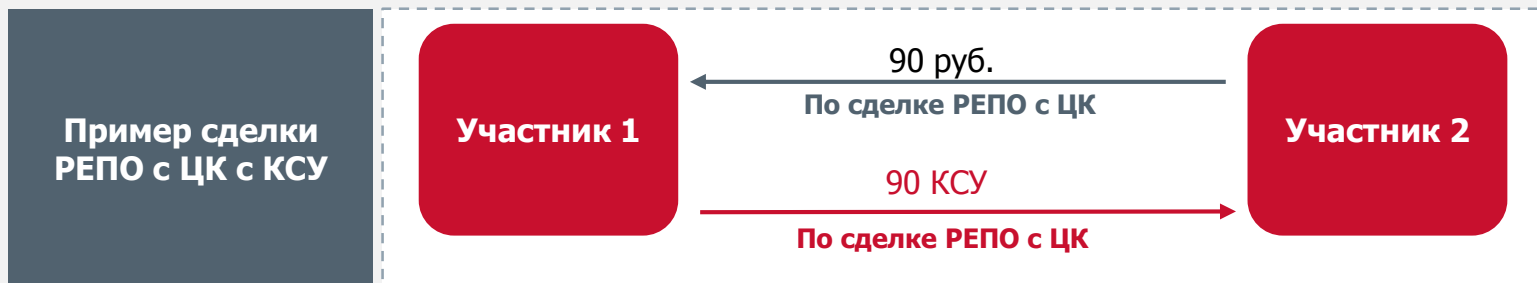 Пример сделки
РЕПО с ЦК с КСУ
Участник 1
90 руб.
По сделке РЕПО с ЦК
90 КСУ
По сделке РЕПО с ЦК
Участник 2